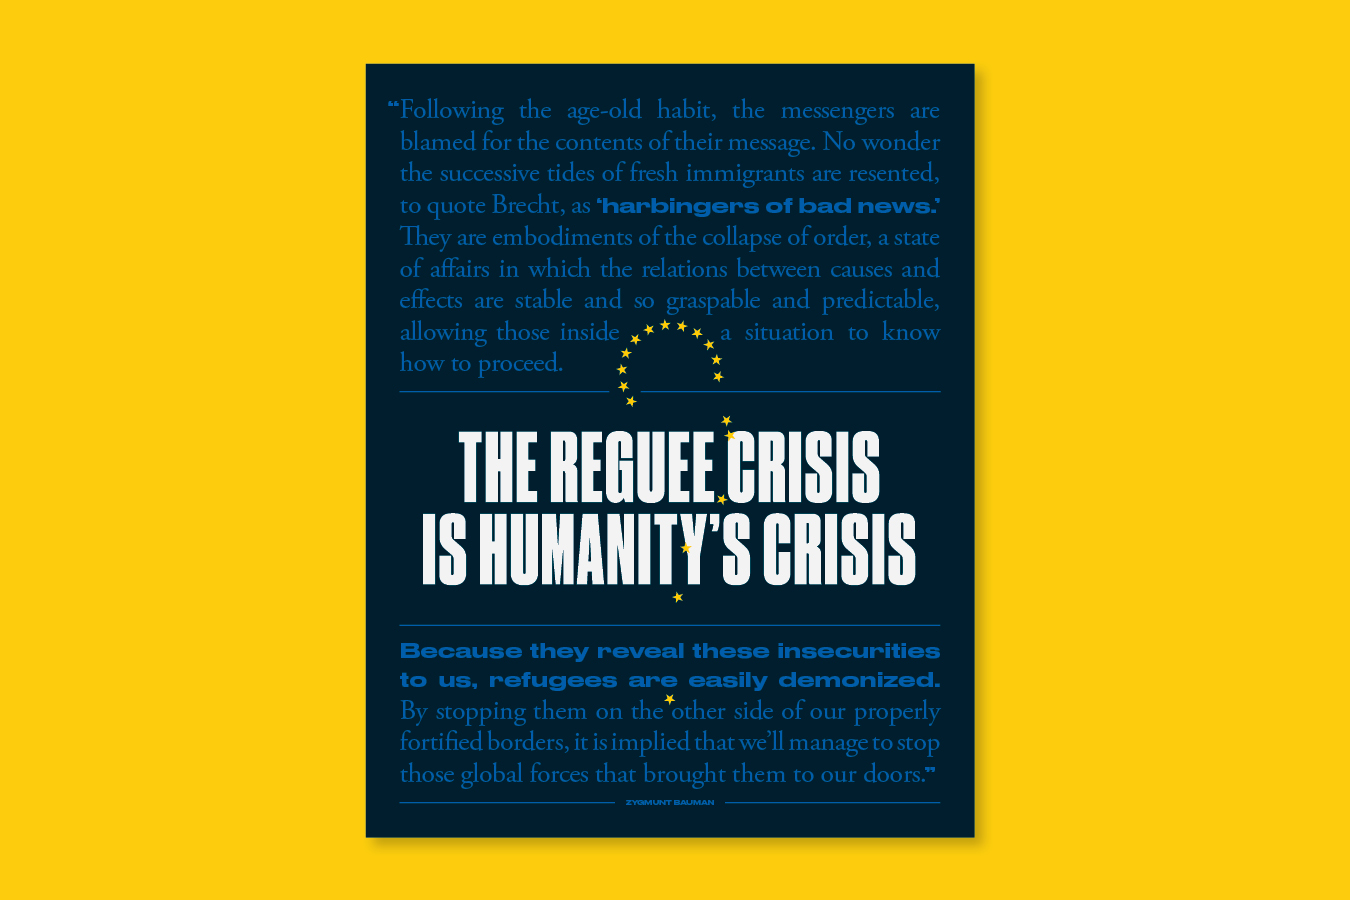 “Following the age-old habit, the messengers are
blamed for the contents of their message. No wonder
the successive tides of fresh immigrants are resented,
to quote Brecht, as ‘harbingers of bad news.’
They are embodiments of the collapse of order, a state
of affairs in which the relations between causes and
effects are stable and so graspable and predictable,
allowing those inside a situation to know
how to proceed.
THE REGUEE CRISIS
IS HUMANITY’S CRISIS
Because they reveal these insecurities
to us, refugees are easily demonized.
By stopping them on the other side of our properly
fortified borders, it is implied that we’ll manage to stop
those global forces that brought them to our doors.”
ZYGMUNT BAUMAN